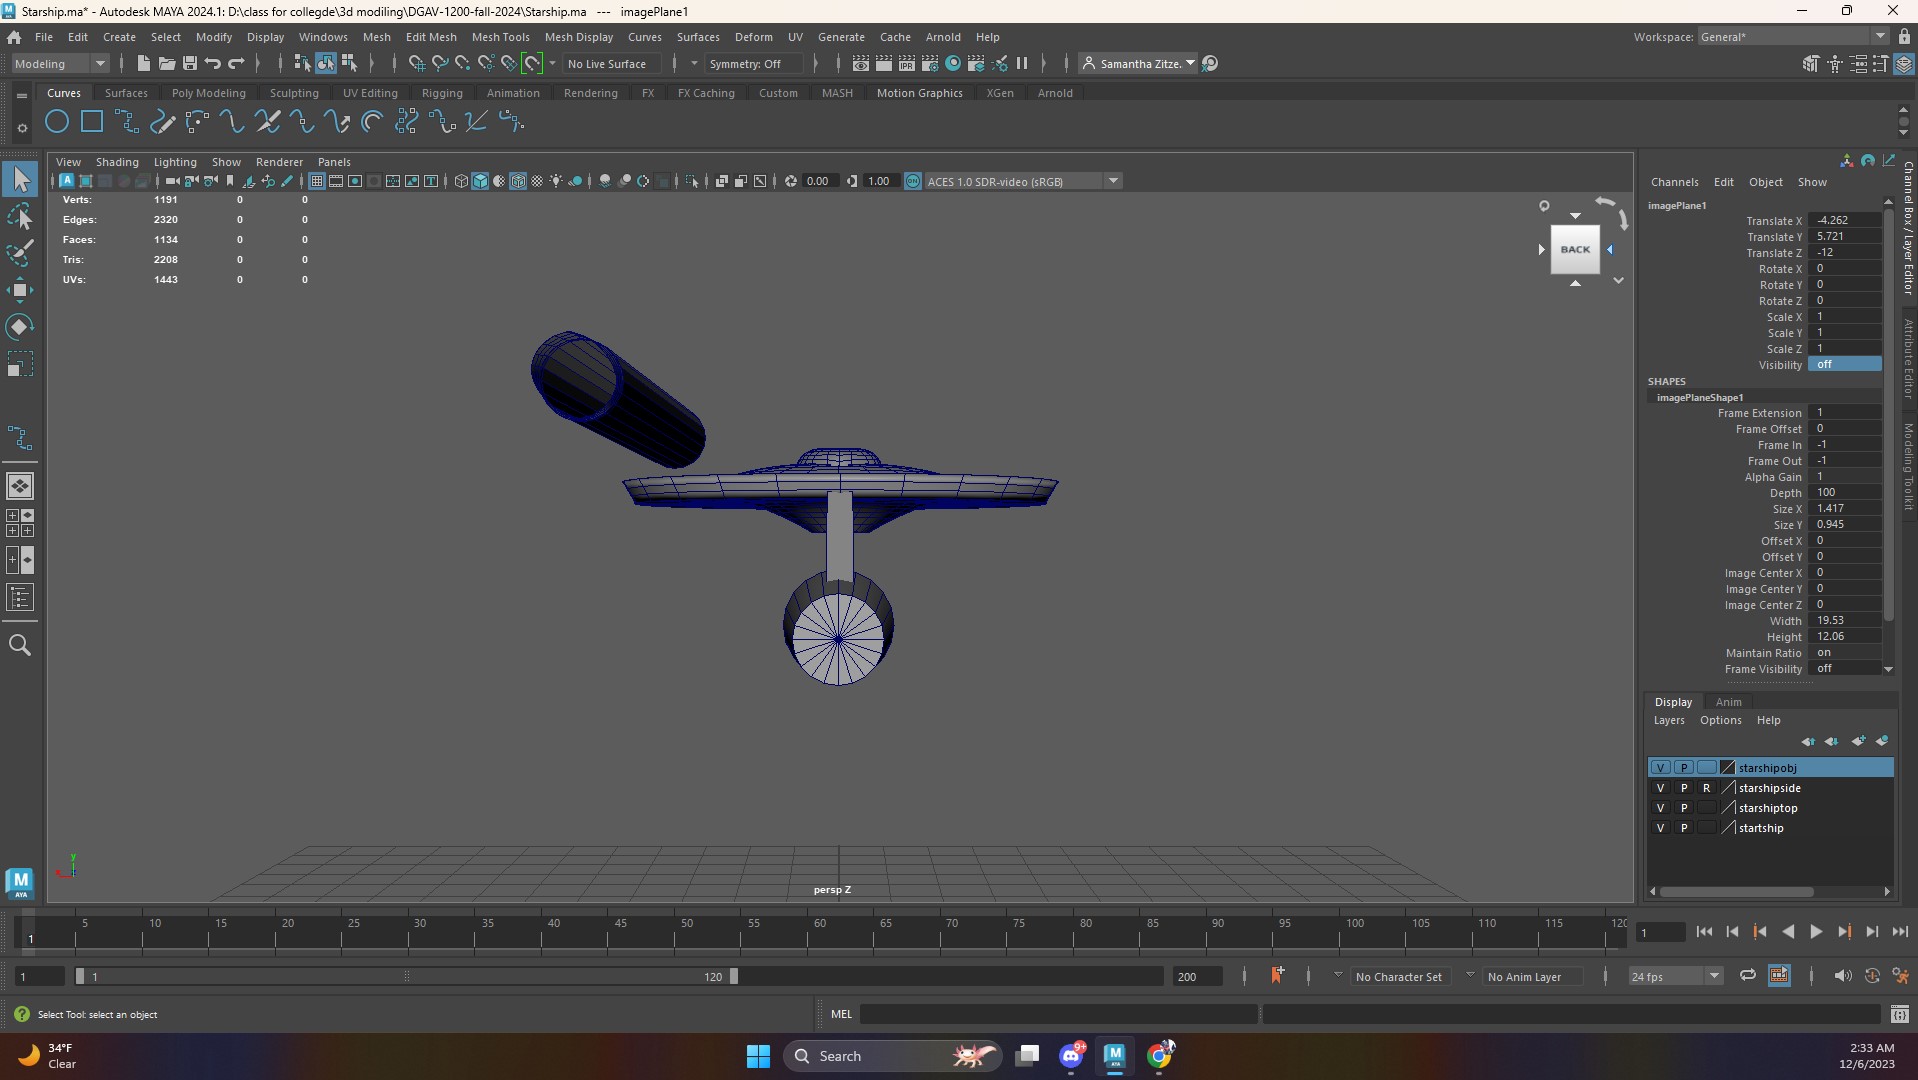 Starship.ma* - Autodesk MAYA 2024.1: D:\class for collegde\3d modiling\DGAV-1200-fall-2024\Starship.ma --- imagePlane1
File Edit Create Select Modify Display Windows Mesh Edit Mesh Mesh Tools Mesh Display Curves Surfaces Deform UV Generate Cache Arnold Help
Workspace: General*
Modeling
No Live Surface
Symmetry: Off
IPR
Samantha Zitze.
Curves Surfaces Poly Modeling Sculpting UV Editing Rigging Animation Rendering FX FX Caching Custom MASH Motion Graphics XGen Arnold
View Shading Lighting Show Renderer Panels
0.00
1.00
ON
ACES 1.0 SDR-video (sRGB)
Verts: 1191 0 0
Edges: 2320 0 0
Faces: 1134 0 0
Tris: 2208 0 0
UVs: 1443 0 0
BACK
y
persp Z
Channels Edit Object Show
imagePlane1
Translate X -4.262
Translate Y 5.721
Translate Z -12
Rotate X 0
Rotate Y 0
Rotate Z 0
Scale X 1
Scale Y 1
Scale Z 1
Visibility off
SHAPES
imagePlaneShape1
Frame Extension 1
Frame Offset 0
Frame In -1
Frame Out -1
Alpha Gain 1
Depth 100
Size X 1.417
Size Y 0.945
Offset X 0
Offset Y 0
Image Center X 0
Image Center Y 0
Image Center Z 0
Width 19.53
Height 12.06
Maintain Ratio on
Frame Visibility off
Channel Box / Layer Editor
Attribute Editor
Modeling Toolkit
Display Anim
Layers Options Help
V P starshipobj
V P R starshipside
V P starshiptop
V P startship
M
AYA
5 10 15 20 25 30 35 40 45 50 55 60 65 70 75 80 85 90 95 100 105 110 115 120
1
1
1
1
120
200
No Character Set
No Anim Layer
24 fps
Select Tool: select an object
MEL
34°F
Clear
Search
9+
M
AYA
2:33 AM
12/6/2023